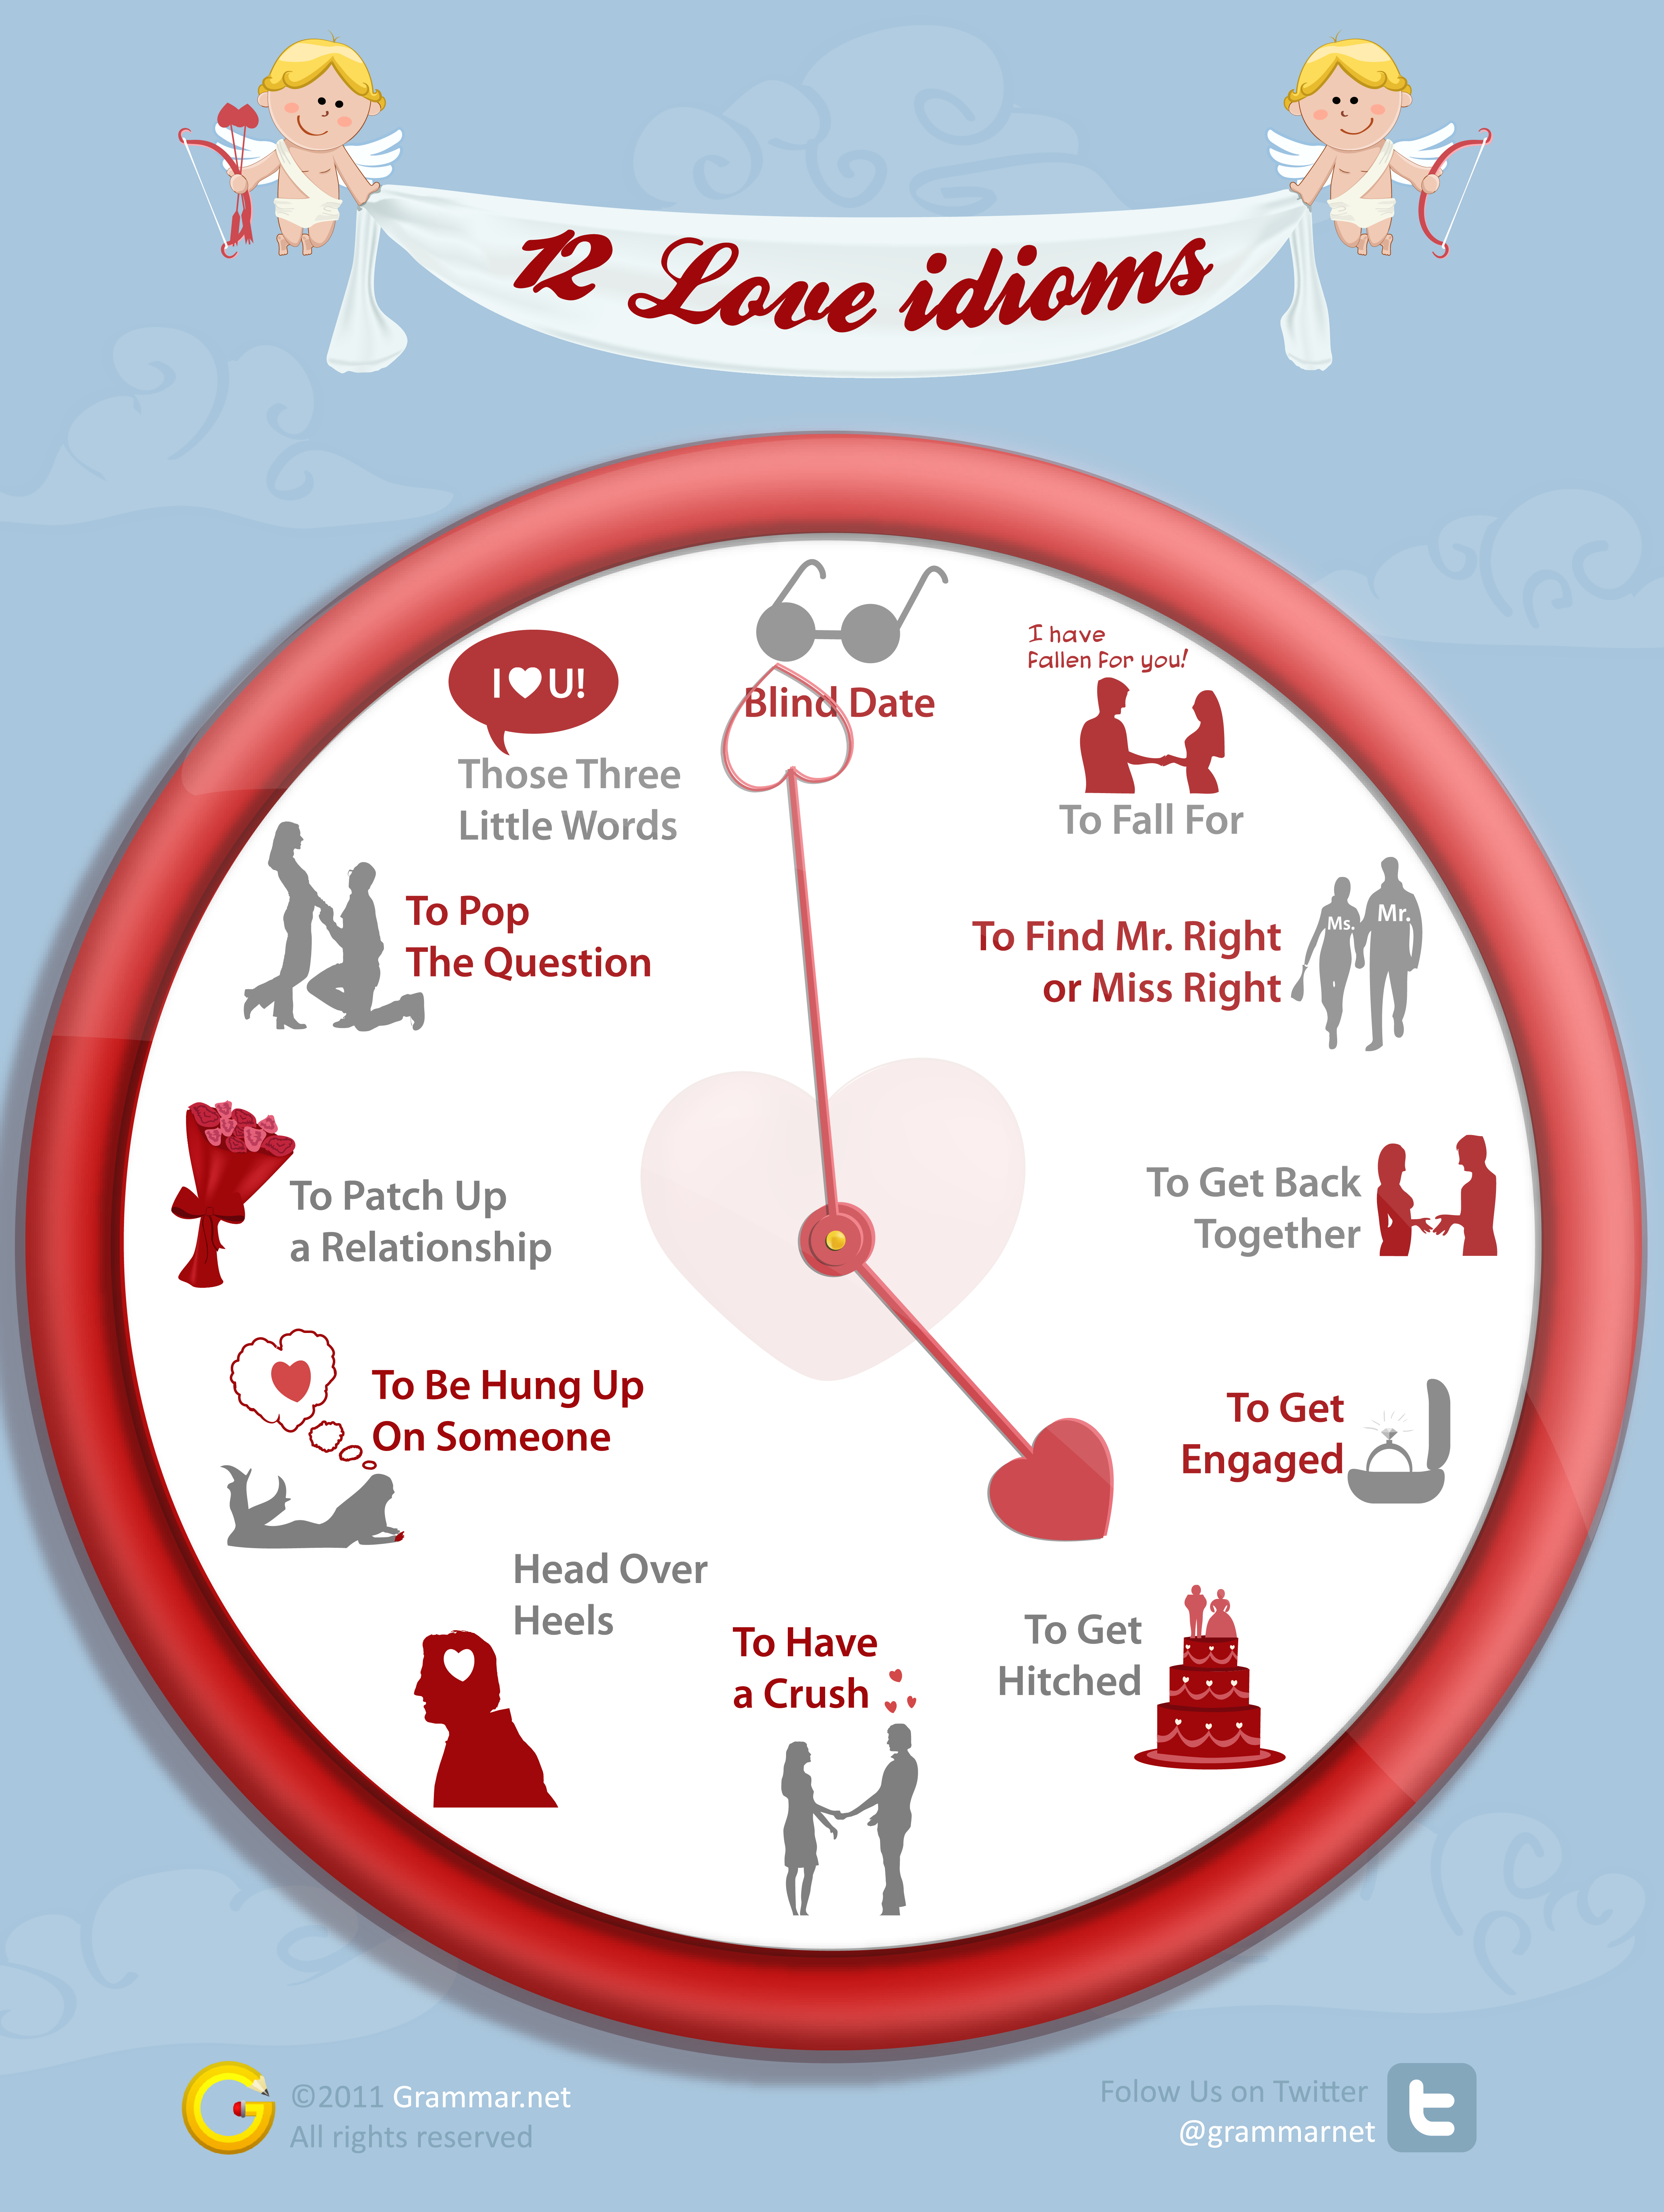 12 Love idioms
Blind Date
I have
Fallen For you!
To Fall For
Ms.
Mr.
To Find Mr. Right
or Miss Right
To Get Back
Together
To Get
Engaged
To Get
Hitched
To Have
a Crush
Head Over
Heels
To Be Hung Up
On Someone
To Patch Up
a Relationship
To Pop
The Question
I ♥ U!
Those Three
Little Words
©2011 Grammar.net
All rights reserved
Folow Us on Twitter
@grammarnet